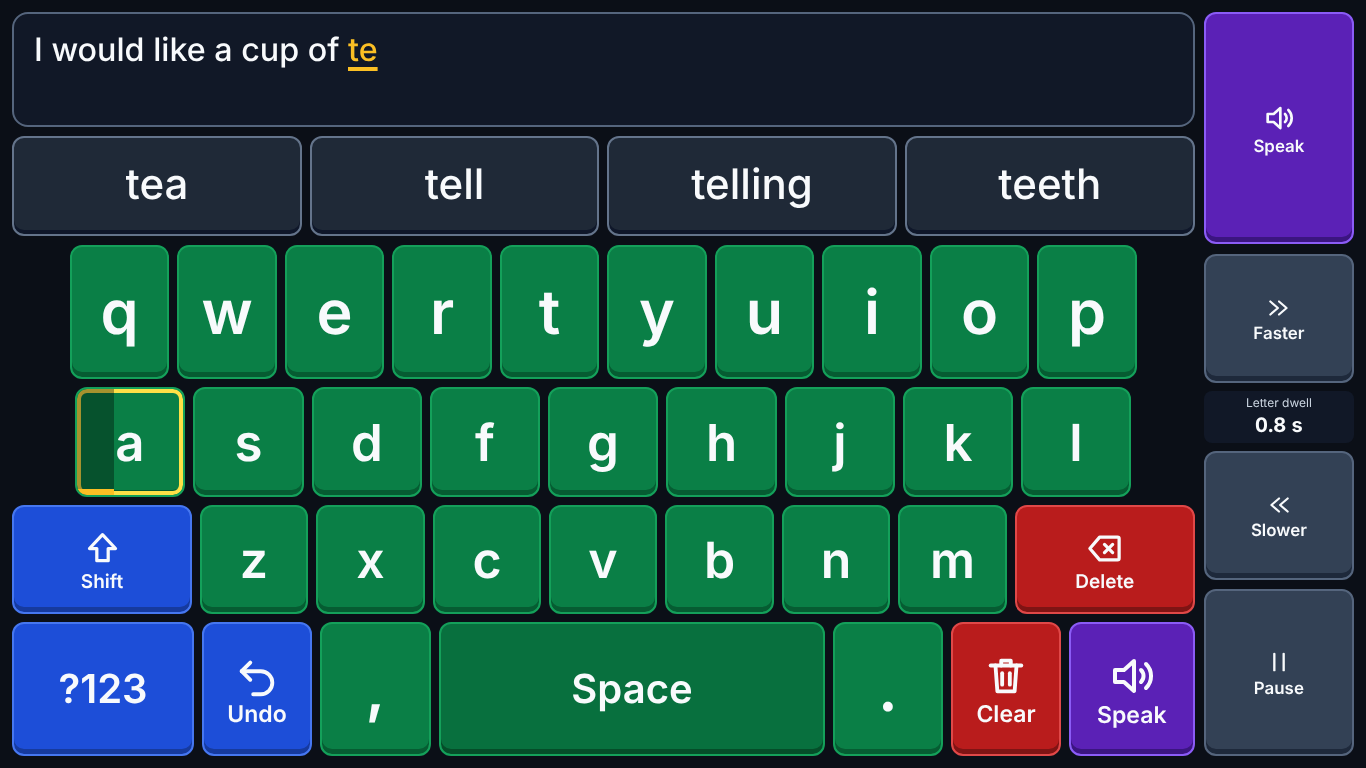 I would like a cup of te
Speak
tea tell telling teeth
q w e r t y u i o p
Faster
a s d f g h j k l
Letter dwell
0.8 s
Shift z x c v b n m Delete
Slower
?123 Undo , Space . Clear Speak
Pause